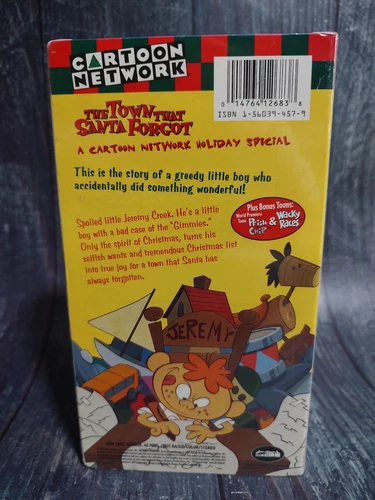 CARTOON
NETWORK
0 14764 12683 8
ISBN 1-56039-457-9
THE TOWN THAT
SANTA FORGOT
A CARTOON NETWORK HOLIDAY SPECIAL
This is the story of a greedy little boy who
accidentally did something wonderful!
Spoiled little Jeremy Creek. He's a little
boy with a bad case of the "Gimmies."
Only the spirit of Christmas, turns his
selfish wants and tremendous Christmas list
into true joy for a town that Santa has
always forgotten.
Plus Bonus Toons:
World Premiere
Toon
Pfish &
Chip
& Wacky
Races
JEREMY